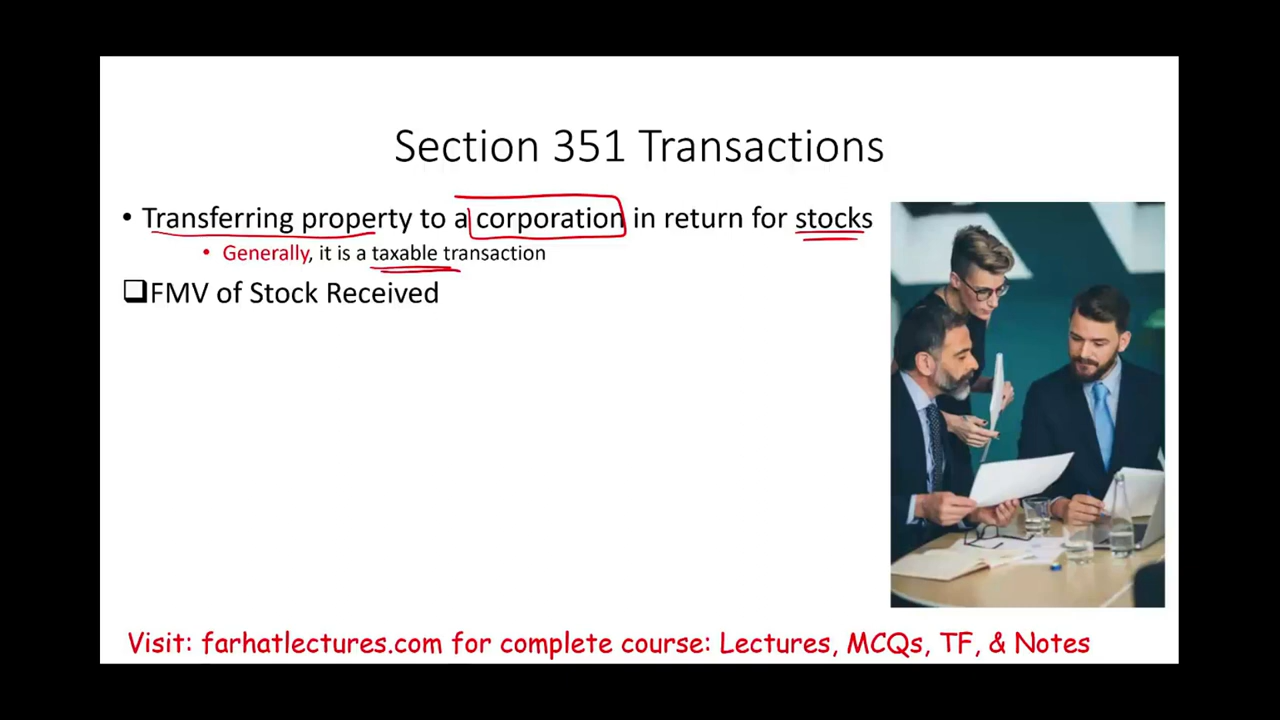 Section 351 Transactions
• Transferring property to a corporation in return for stocks
• Generally, it is a taxable transaction
❑FMV of Stock Received
Visit: farhatlectures.com for complete course: Lectures, MCQs, TF, & Notes